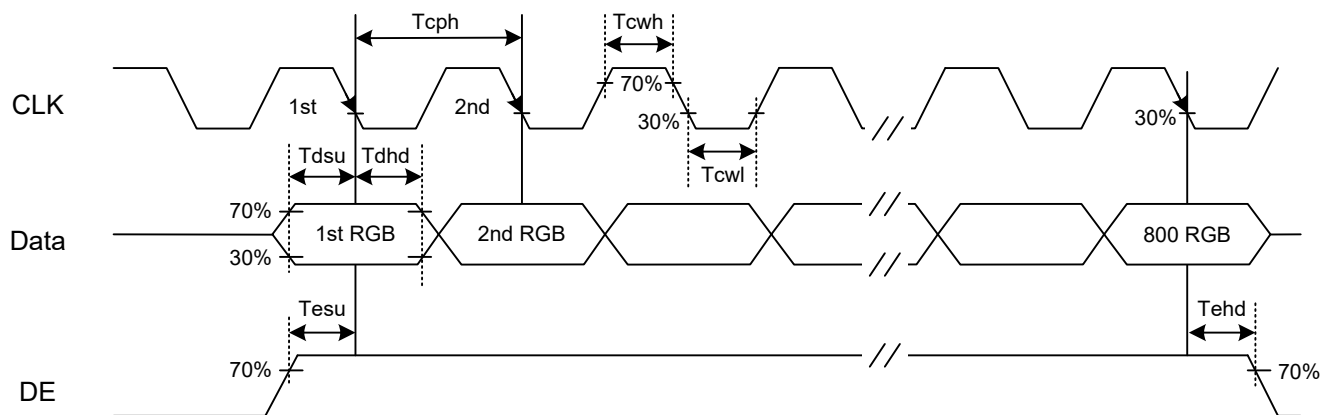 Tcph
Tcwh
CLK
1st
2nd
70%
30%
30%
Tcwl
Tdsu
Tdhd
Data
70%
30%
1st RGB
2nd RGB
800 RGB
Tesu
Tehd
DE
70%
70%